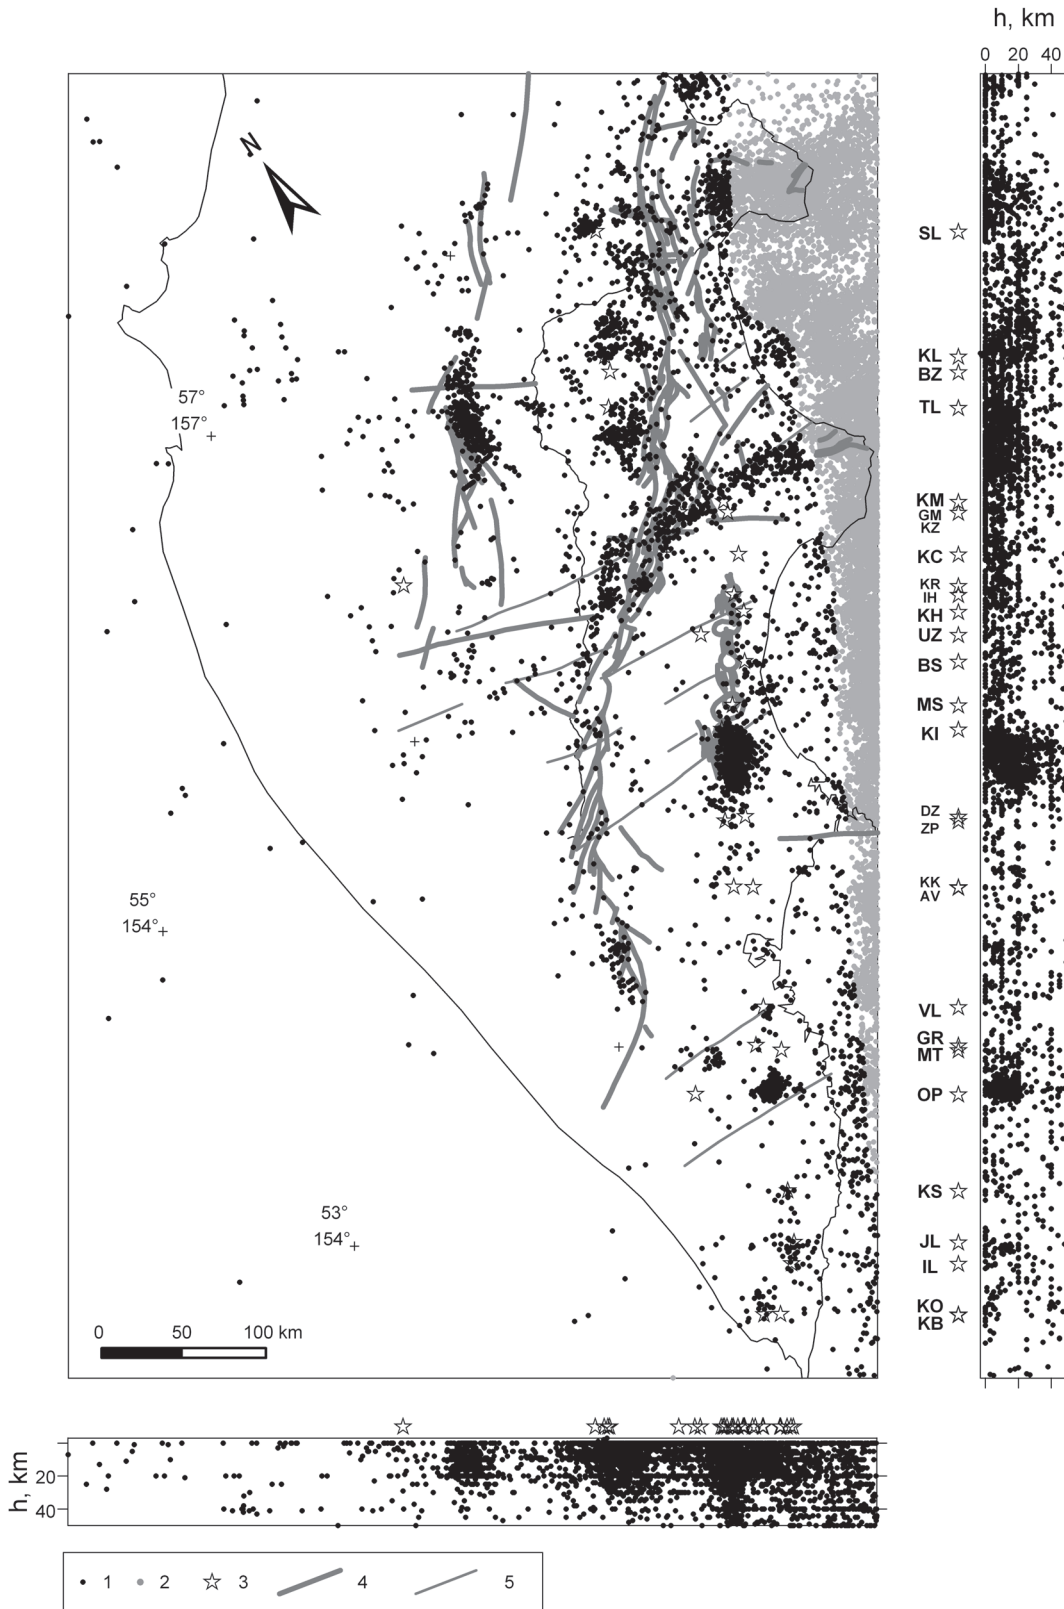 h, km
0 20 40
N
SL
KL
BZ
57°
157°
TL
KM
GM
KZ
KC
KR
IH
KH
UZ
BS
MS
KI
DZ
ZP
55°
154°
KK
AV
VL
GR
MT
OP
53°
154°
KS
JL
IL
KO
KB
0 50 100 km
h, km
20
40
1 2 3 4 5